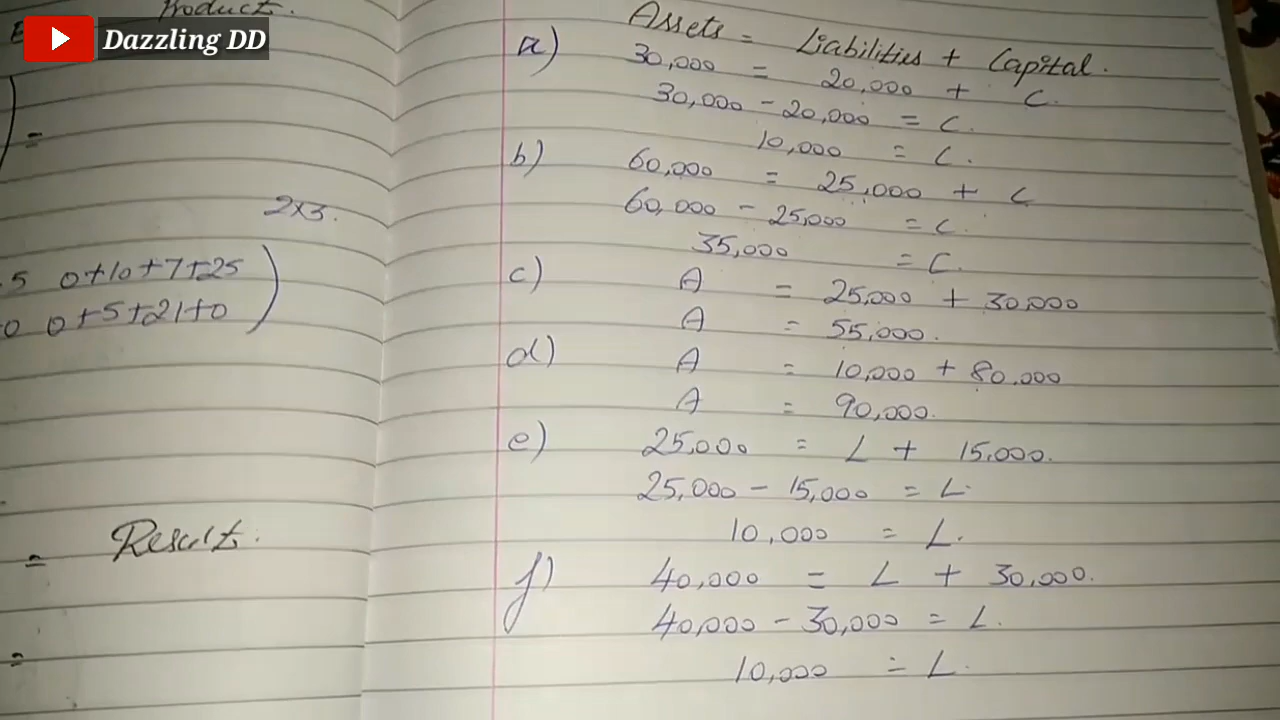 Product.
Dazzling DD
=
2x3.
5 0+10+7+25
0 0+5+21+0
= Result.
=
Assets = Liabilities + Capital.
a) 30,000 = 20,000 + C.
30,000 - 20,000 = C.
10,000 = C.
b) 60,000 = 25,000 + C
60,000 - 25,000 = C.
35,000 = C.
c) A = 25,000 + 30,000
A = 55,000.
d) A = 10,000 + 80,000
A = 90,000.
e) 25,000 = L + 15,000.
25,000 - 15,000 = L.
10,000 = L.
f) 40,000 = L + 30,000.
40,000 - 30,000 = L.
10,000 = L.